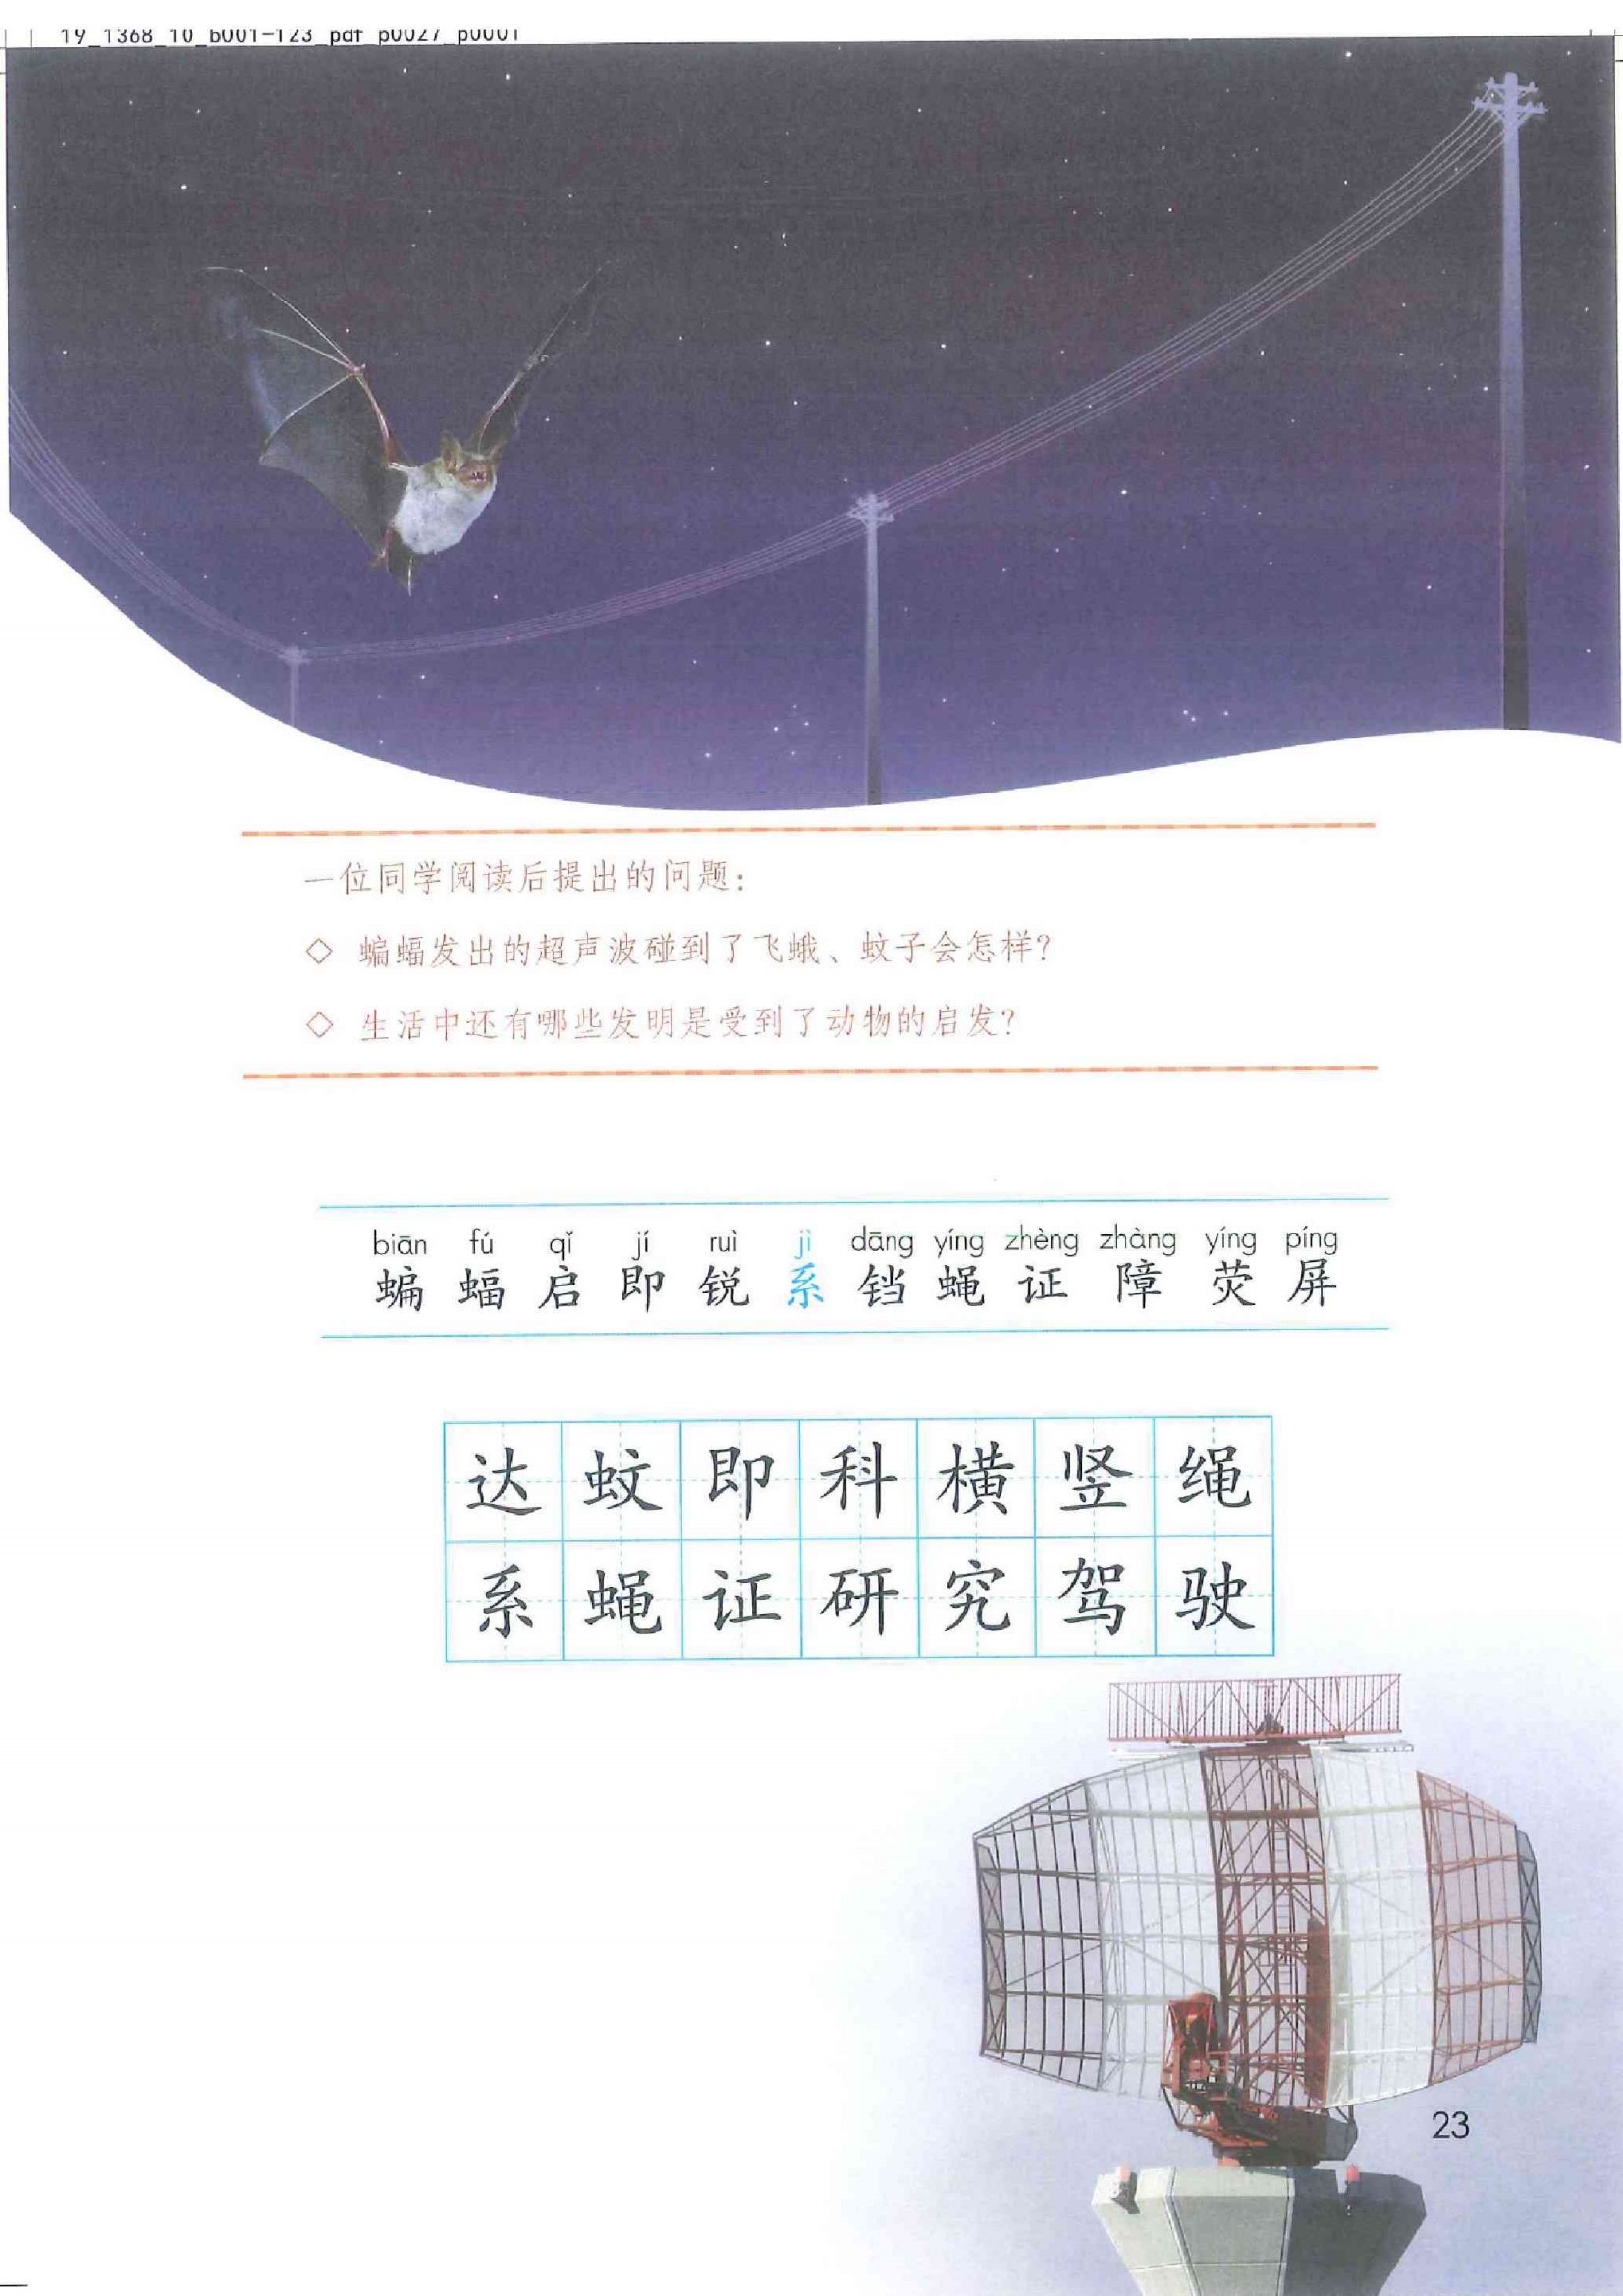 19_1368_10_b001-123 pdf p0027 p0001
一位同学阅读后提出的问题：
◇ 蝙蝠发出的超声波碰到了飞蛾、蚊子会怎样？
◇ 生活中还有哪些发明是受到了动物的启发？
biān fú qǐ jí ruì jì dāng yíng zhèng zhàng yíng píng
蝙 蝠 启 即 锐 系 铛 蝇 证 障 荧 屏
达 蚊 即 科 横 竖 绳
系 蝇 证 研 究 驾 驶
23